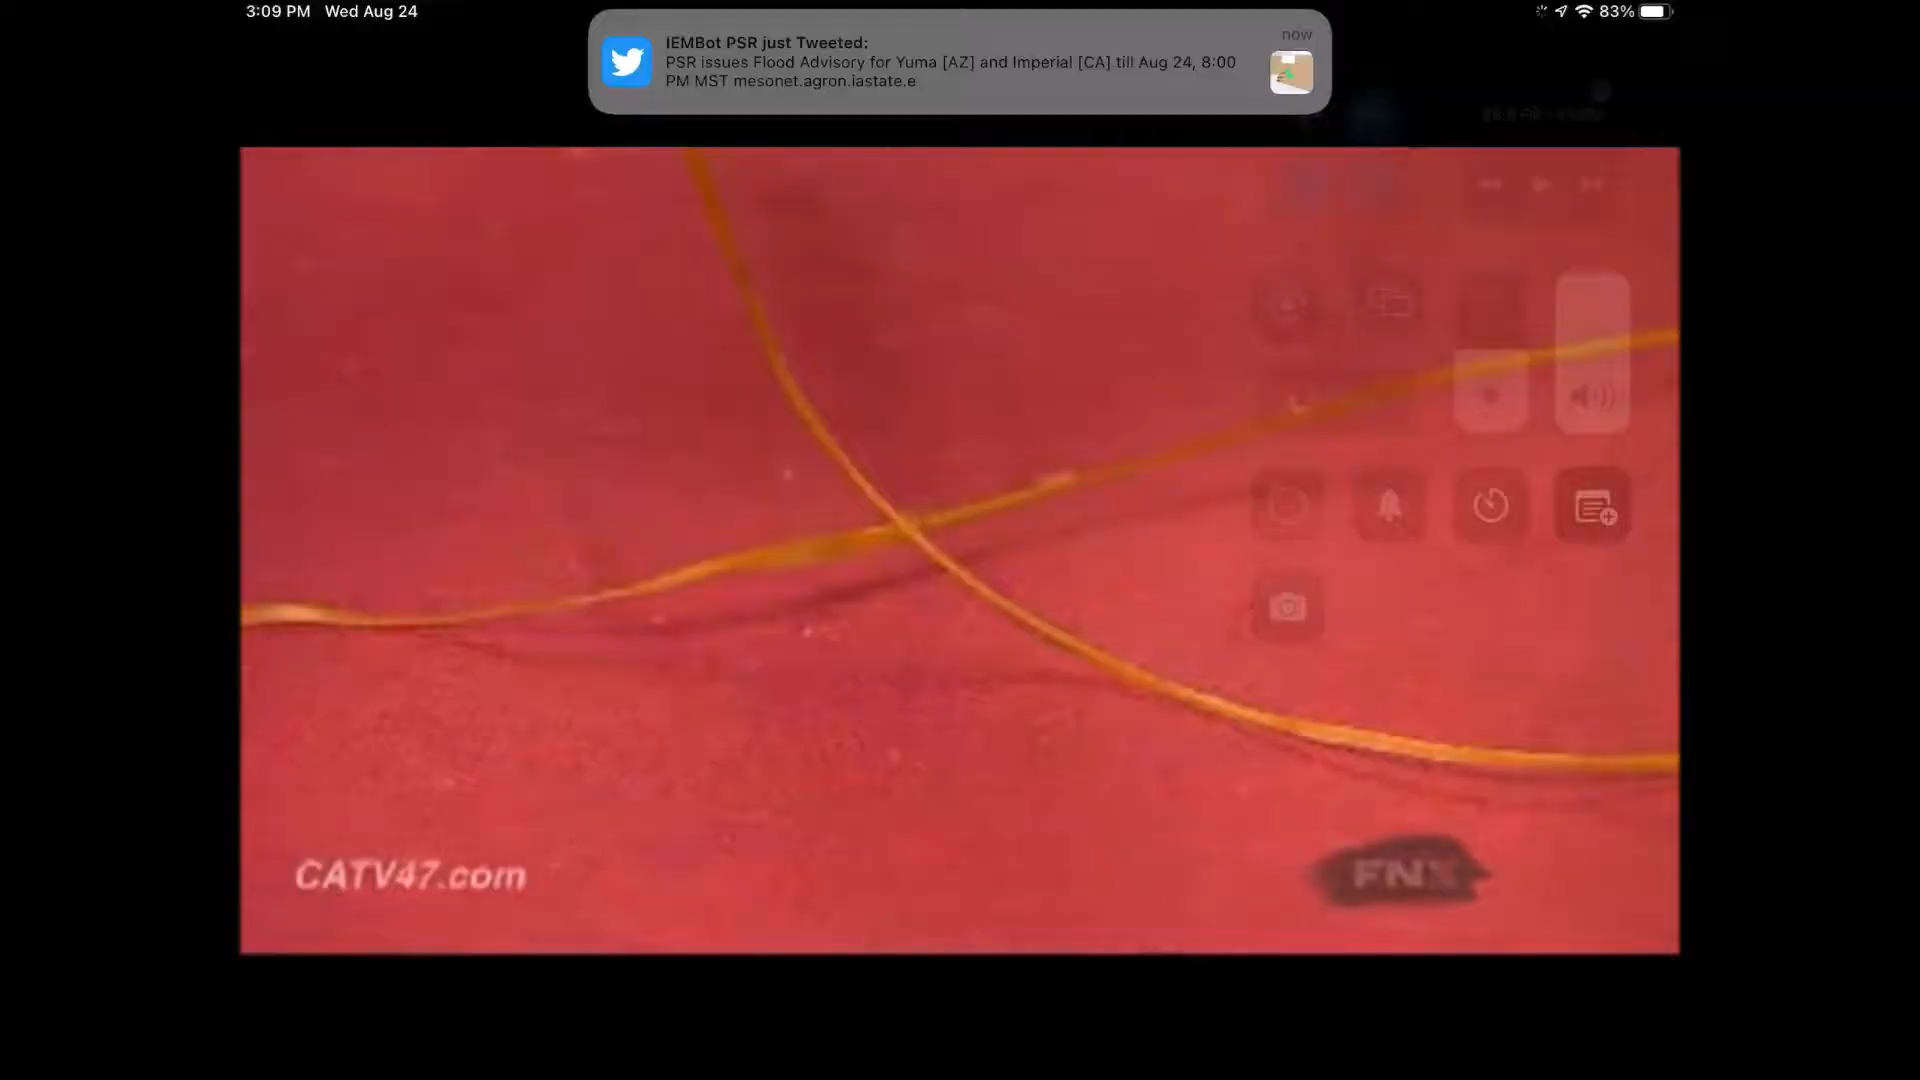 3:09 PM Wed Aug 24
83%
IEMBot PSR just Tweeted:
now
PSR issues Flood Advisory for Yuma [AZ] and Imperial [CA] till Aug 24, 8:00
PM MST mesonet.agron.iastate.e
CATV47.com
FNX